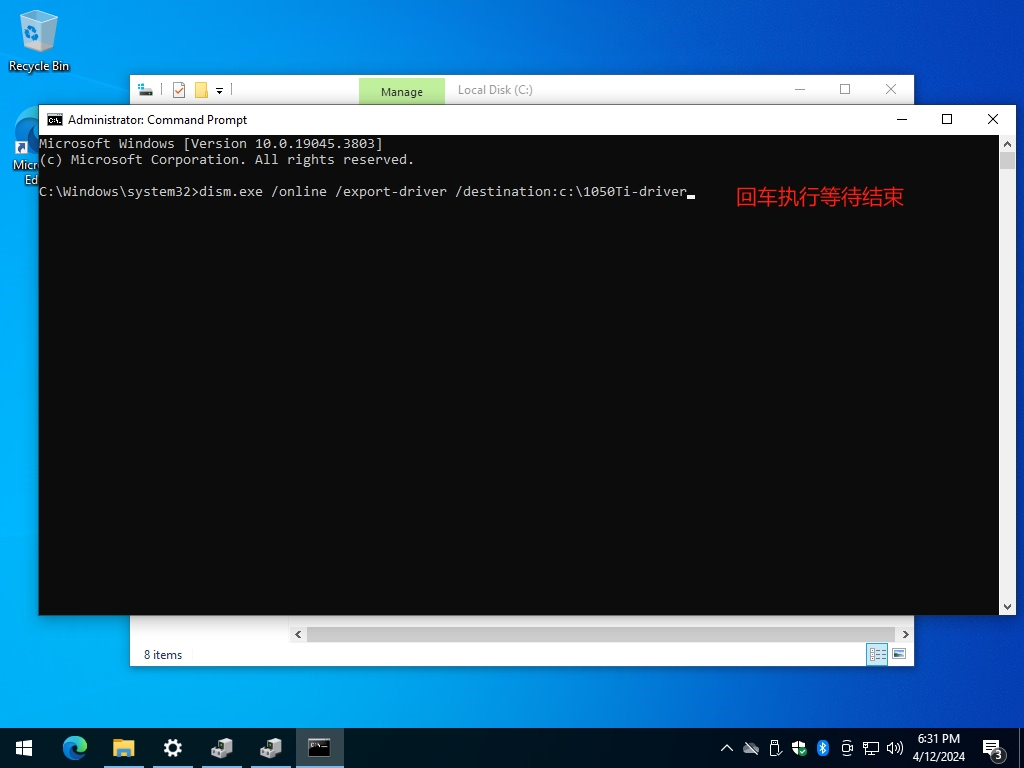 Recycle Bin
Manage
Local Disk (C:)
Administrator: Command Prompt
Microsoft Windows [Version 10.0.19045.3803]
(c) Microsoft Corporation. All rights reserved.
C:\Windows\system32>dism.exe /online /export-driver /destination:c:\1050Ti-driver
回车执行等待结束
Micr
Ed
8 items
6:31 PM
4/12/2024
3